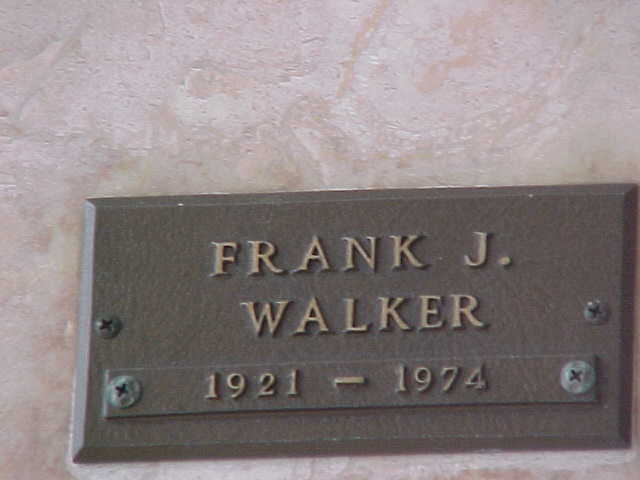 FRANK J.
WALKER
1921 – 1974